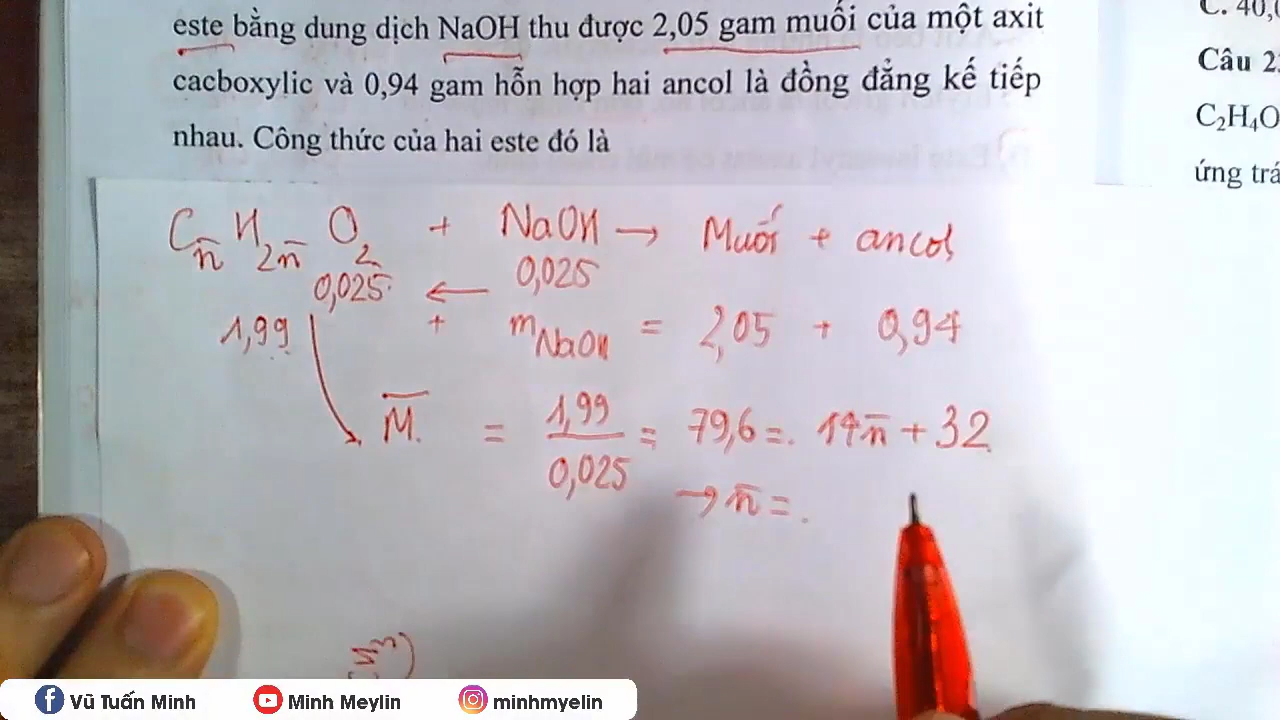 este bằng dung dịch NaOH thu được 2,05 gam muối của một axit
cacboxylic và 0,94 gam hỗn hợp hai ancol là đồng đẳng kế tiếp
nhau. Công thức của hai este đó là
C. 40,
Câu 2
C₂H₄O
ứng trá
C n̄ H 2n̄ O₂ + NaOH → Muối + ancol
0,025 ← 0,025
1,99 + mNaOH = 2,05 + 0,94
M̄ = 1,99/0,025 = 79,6 = 14n̄ + 32
→ n̄ =
Vũ Tuấn Minh
Minh Meylin
minhmyelin